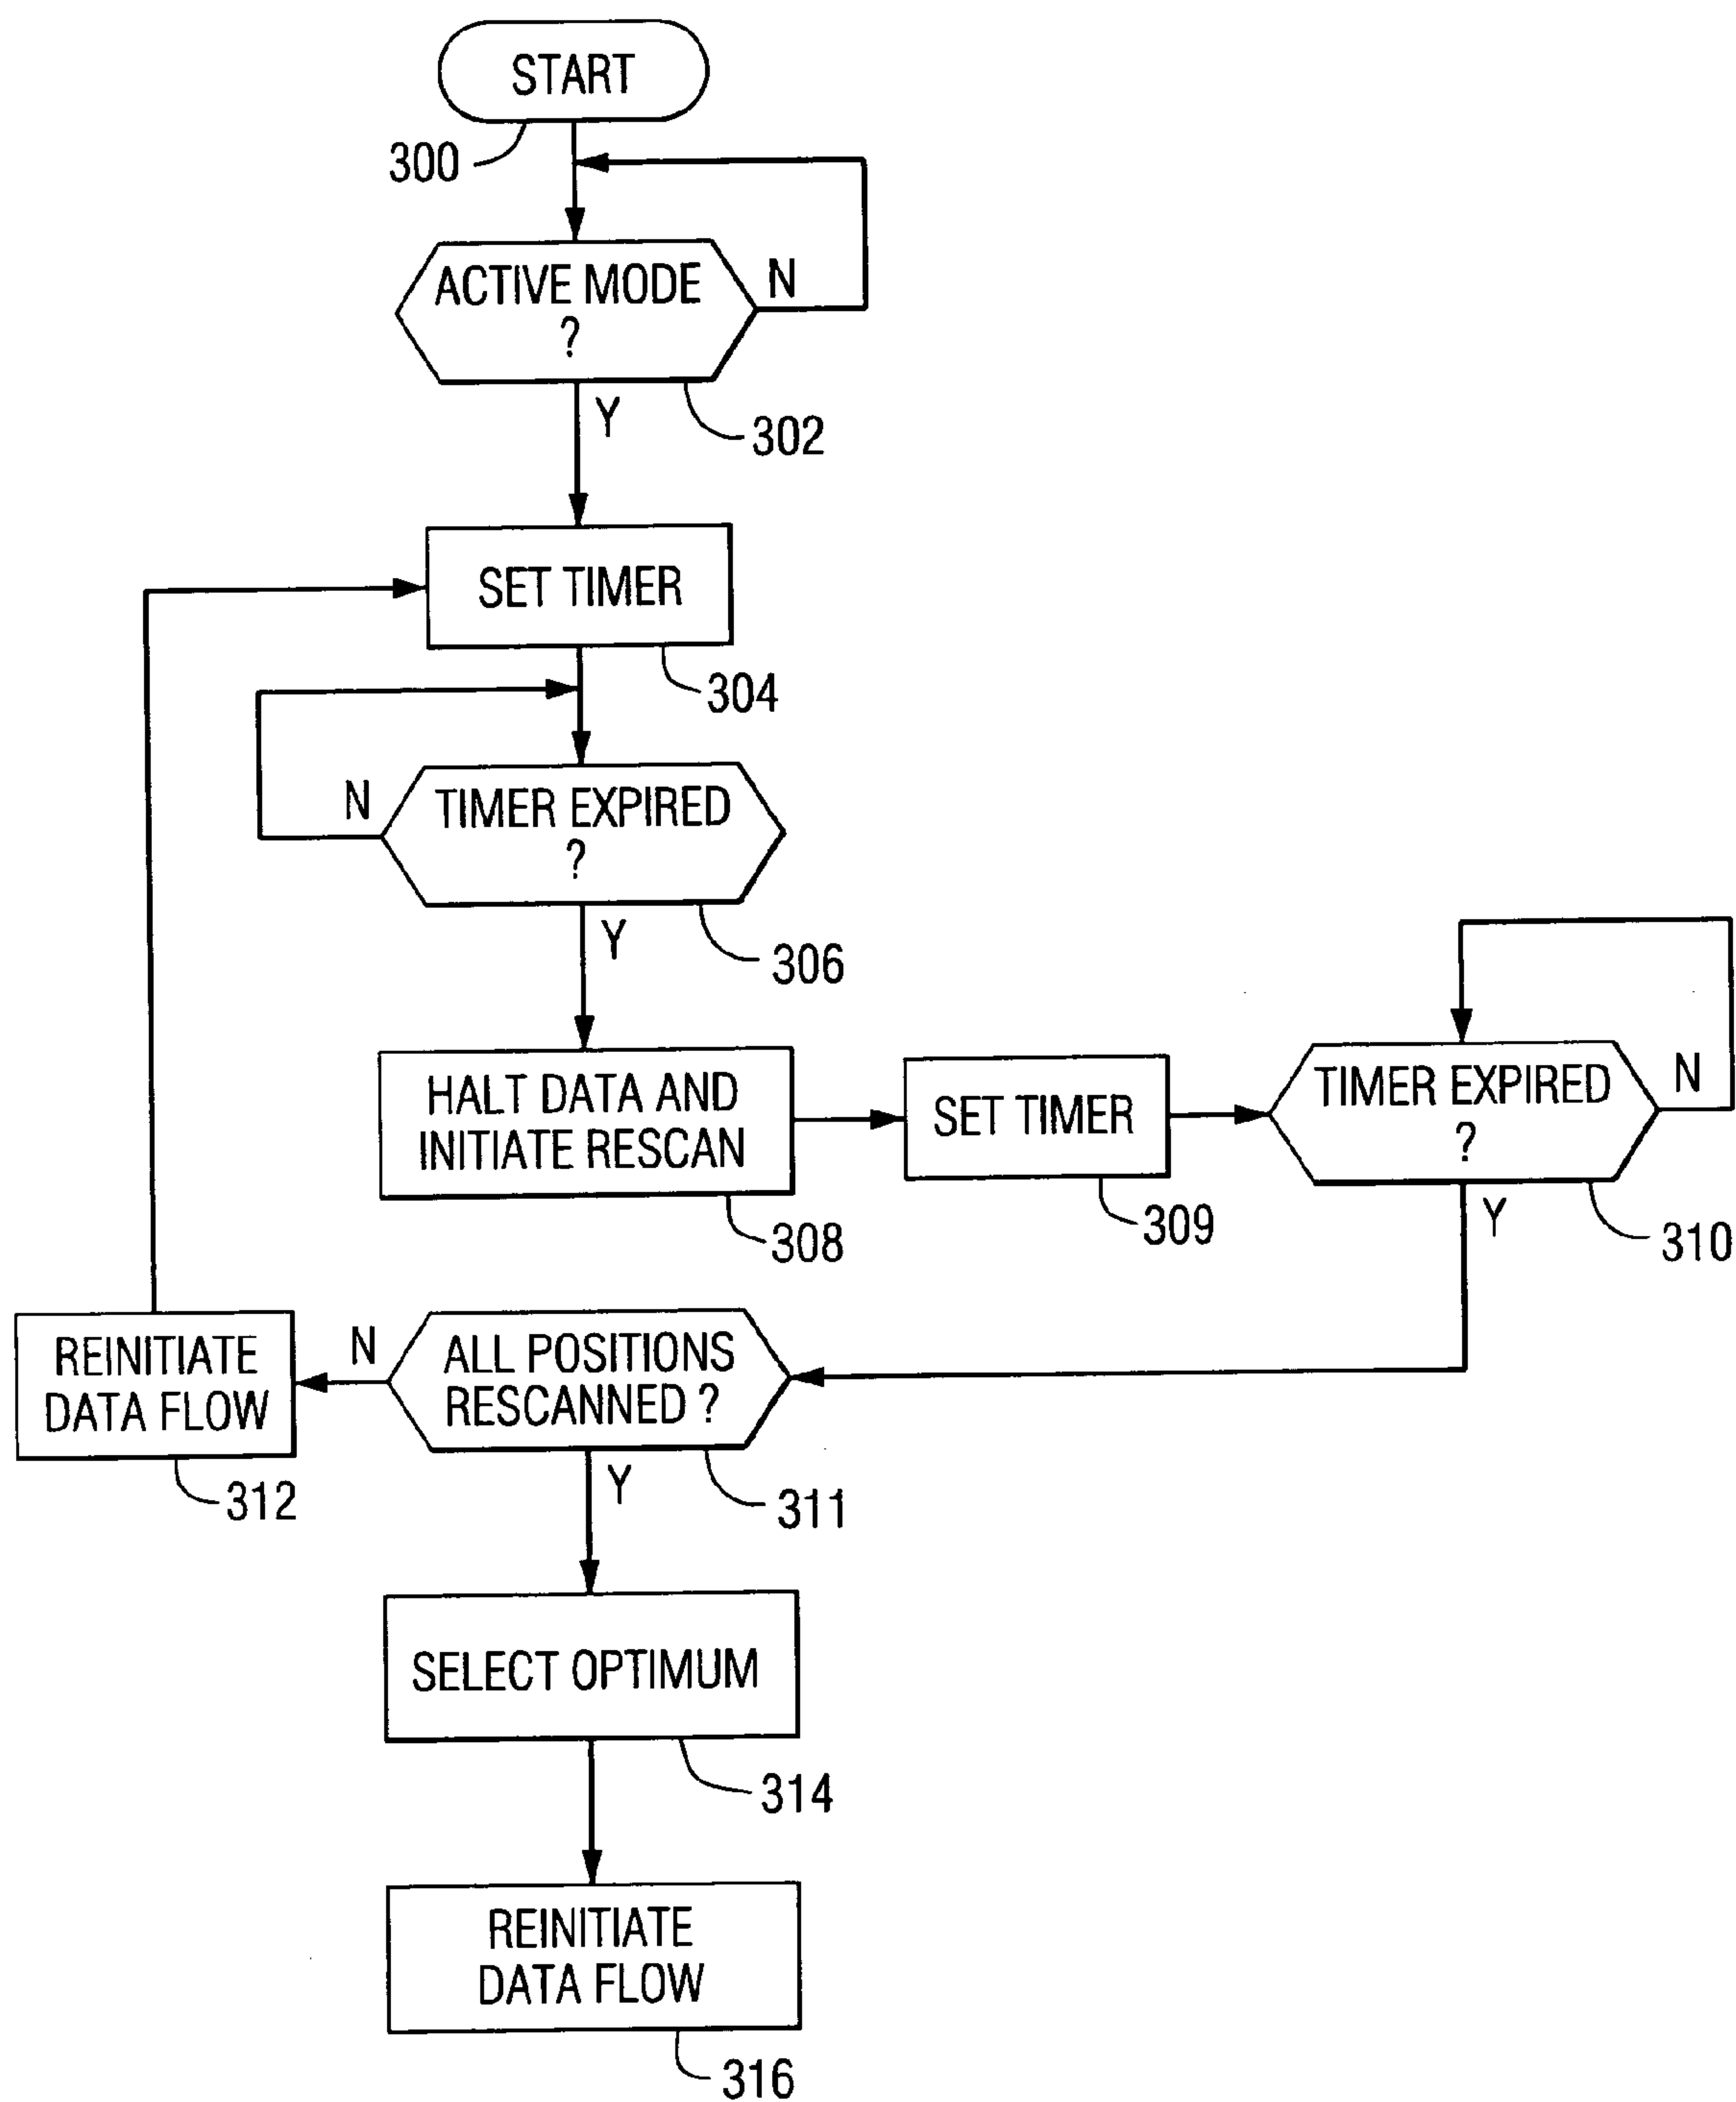 START
300
ACTIVE MODE
?
N
Y
302
SET TIMER
304
TIMER EXPIRED
?
N
Y
306
HALT DATA AND
INITIATE RESCAN
308
SET TIMER
309
TIMER EXPIRED
?
N
Y
310
ALL POSITIONS
RESCANNED ?
N
Y
311
REINITIATE
DATA FLOW
312
SELECT OPTIMUM
314
REINITIATE
DATA FLOW
316